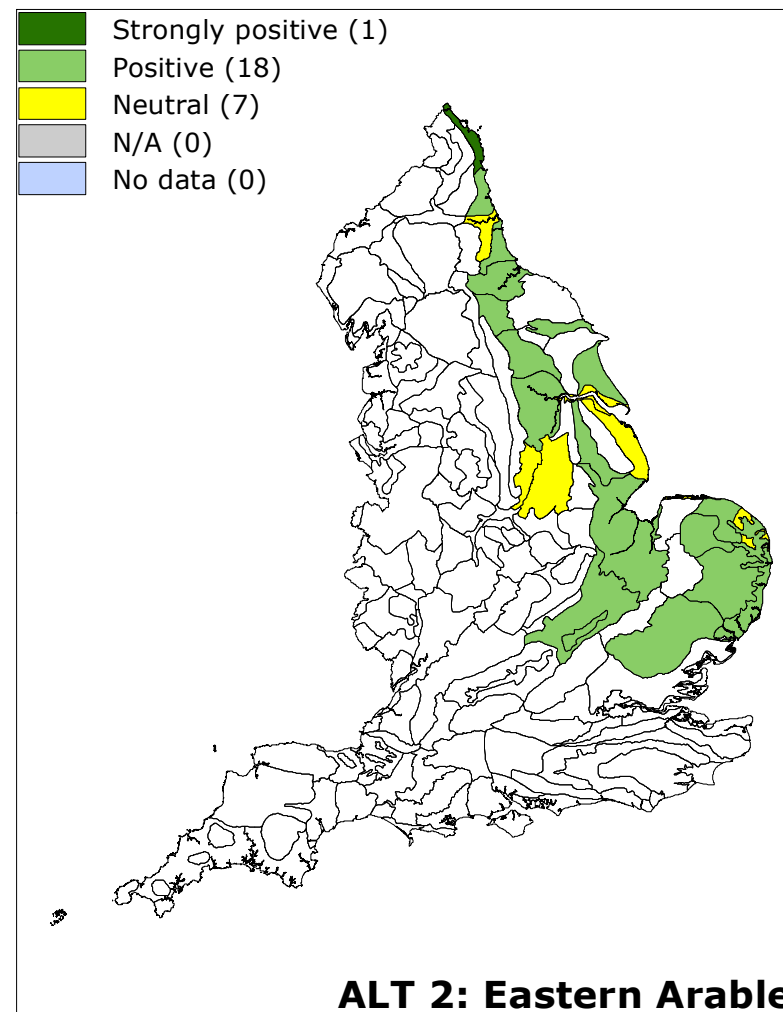 Strongly positive (1)
Positive (18)
Neutral (7)
N/A (0)
No data (0)
ALT 2: Eastern Arable